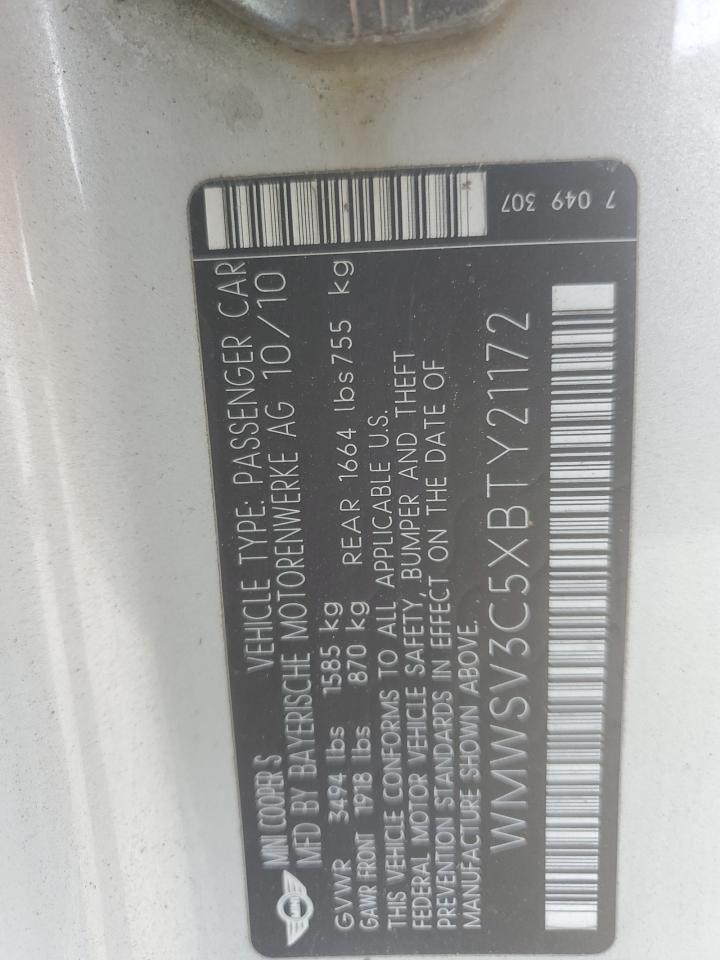 MINI COOPER S VEHICLE TYPE: PASSENGER CAR
MFD BY BAYERISCHE MOTORENWERKE AG 10/10
GVWR 3494 lbs 1585 kg
GAWR FRONT 1918 lbs 870 kg REAR 1664 lbs 755 kg
THIS VEHICLE CONFORMS TO ALL APPLICABLE U.S.
FEDERAL MOTOR VEHICLE SAFETY, BUMPER AND THEFT
PREVENTION STANDARDS IN EFFECT ON THE DATE OF
MANUFACTURE SHOWN ABOVE.
WMWSV3C5XBTY21172
7 049 307
MINI